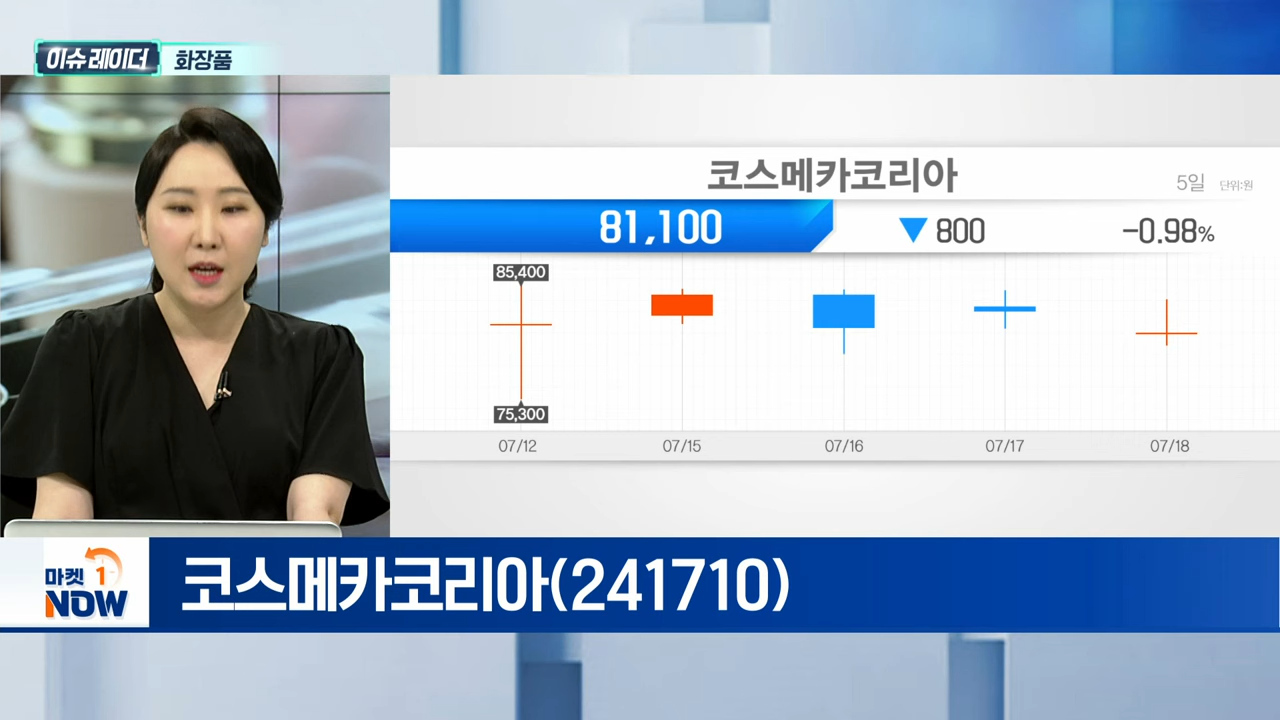 이슈 레이더 화장품
코스메카코리아
5일 단위:원
81,100 ▼ 800 -0.98%
85,400
75,300
07/12 07/15 07/16 07/17 07/18
마켓 1
NOW
코스메카코리아(241710)